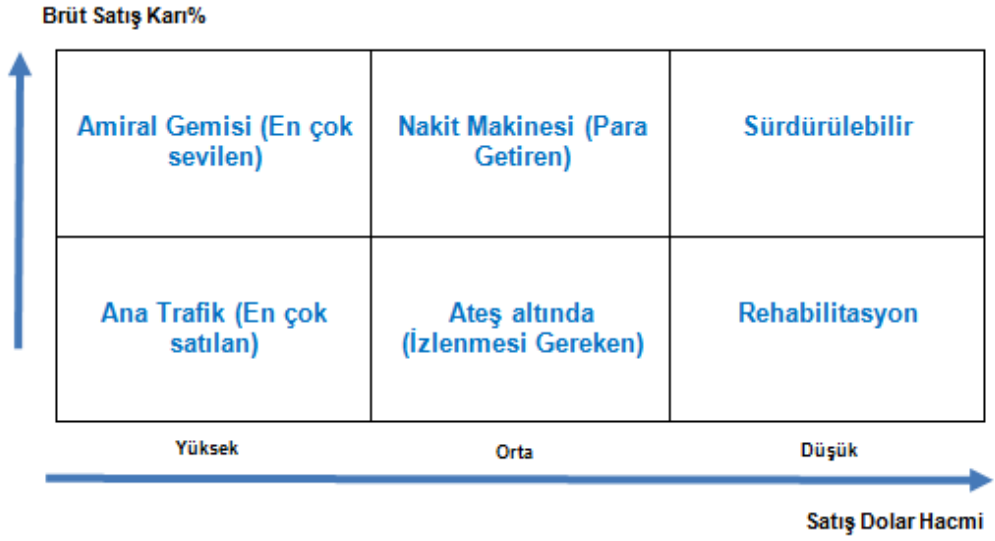 Brüt Satış Karı%
Amiral Gemisi (En çok
sevilen)
Nakit Makinesi (Para
Getiren)
Sürdürülebilir
Ana Trafik (En çok
satılan)
Ateş altında
(İzlenmesi Gereken)
Rehabilitasyon
Yüksek
Orta
Düşük
Satış Dolar Hacmi